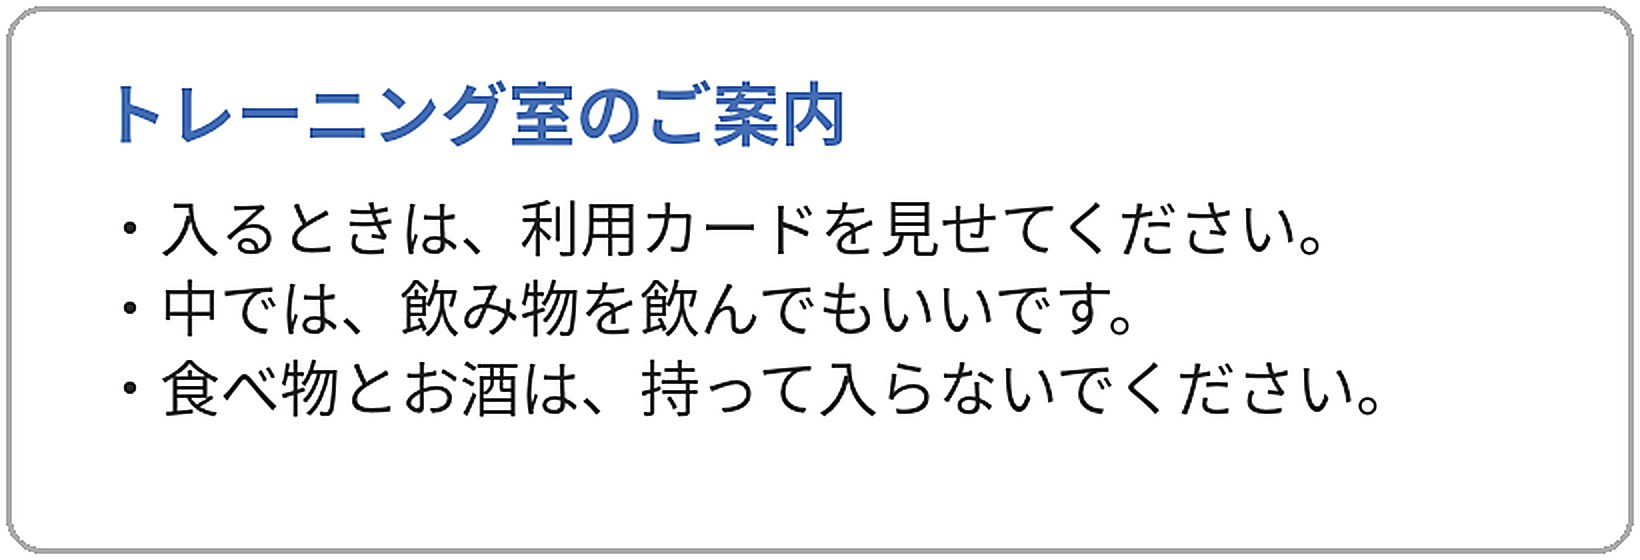 トレーニング室のご案内
・入るときは、利用カードを見せてください。
・中では、飲み物を飲んでもいいです。
・食べ物とお酒は、持って入らないでください。